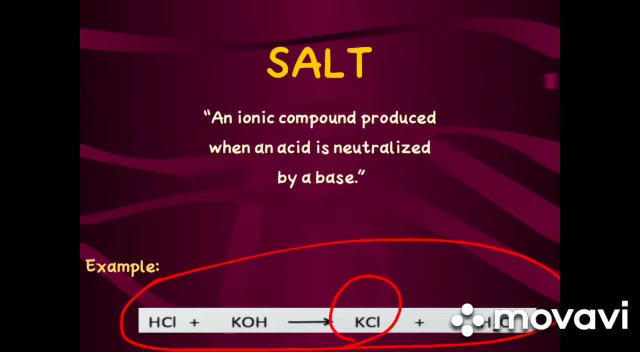 SALT
“An ionic compound produced
when an acid is neutralized
by a base.”
Example:
HCl + KOH ⟶ KCl +
movavi